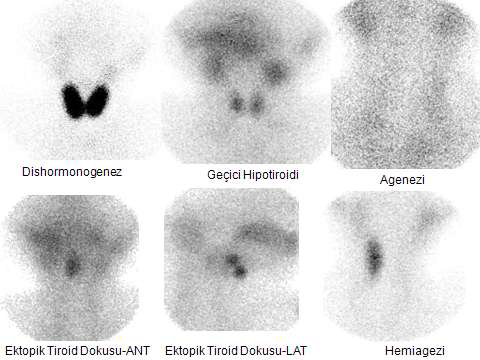 Dishormonogenez
Geçici Hipotiroidi
Agenezi
Ektopik Tiroid Dokusu-ANT
Ektopik Tiroid Dokusu-LAT
Hemiagezi